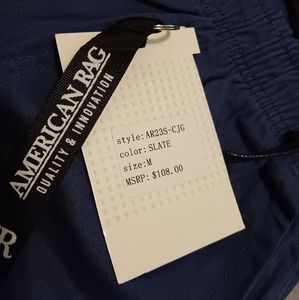 AMERICAN RAG
QUALITY & INNOVATION
R
style:AR23S-CJG
color:SLATE
size:M
MSRP: $108.00